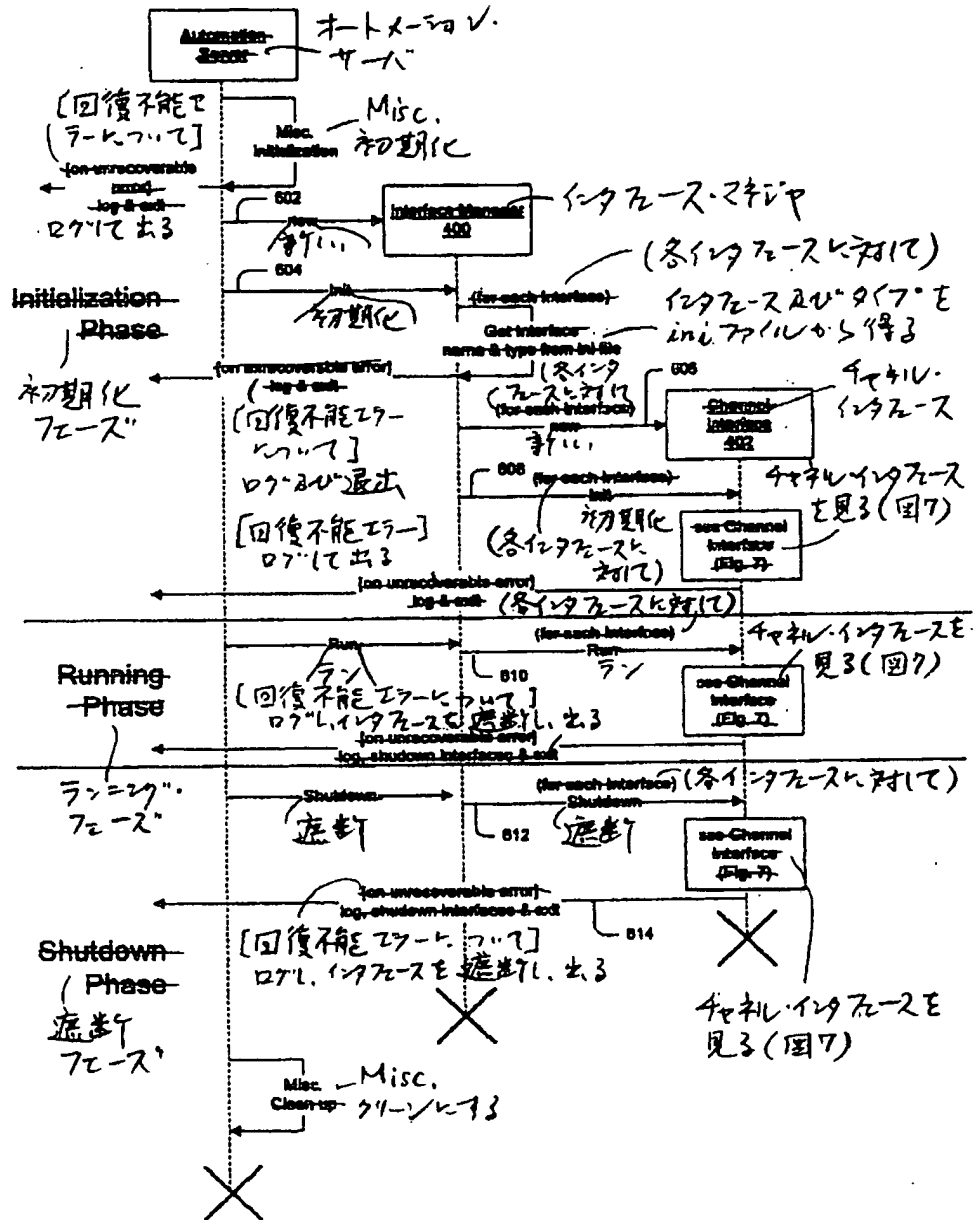 Automation
Server
オートメーション・
サーバ
[回復不能エ
ラーについて]
Misc.
Initialization
Misc.
初期化
[on unrecoverable
error]
log & exit
ログして出る
602
new
新しい
Interface Manager
400
インタフェース・マネジャ
604
Init
初期化
(for each interface)
(各インタフェースに対して)
Initialization
Phase
初期化
フェーズ
Get interface
name & type from ini file
インタフェース及びタイプを
ini.ファイルから得る
[on unrecoverable error]
log & exit
[回復不能エラー
について]
ログ及び退出
(各インタ
フェースに対して
(for each interface)
new
新しい
606
Channel
Interface
402
チャネル・
インタフェース
608
(for each interface)
Init
初期化
(各インタフェースに
対して)
チャネル・インタフェース
を見る(図7)
see Channel
Interface
(Fig. 7)
[回復不能エラー]
ログして出る
[on unrecoverable error]
log & exit
(各インタフェースに対して)
Run
ラン
(for each interface)
Run
ラン
610
チャネル・インタフェースを
見る(図7)
Running
Phase
see Channel
Interface
(Fig. 7)
[回復不能エラーについて]
ログし、インタフェースを遮断し、出る
[on unrecoverable error]
log, shudown interfaces & exit
ランニング・
フェーズ
Shutdown
遮断
(for each interface)
(各インタフェースに対して)
Shutdown
遮断
612
see Channel
Interface
(Fig. 7)
[on unrecoverable error]
log, shudown interfaces & exit
614
[回復不能エラーについて]
ログし、インタフェースを遮断し、出る
Shutdown
Phase
遮断
フェーズ
チャネル・インタフェースを
見る(図7)
Misc.
Clean-up
Misc.
クリーンにする